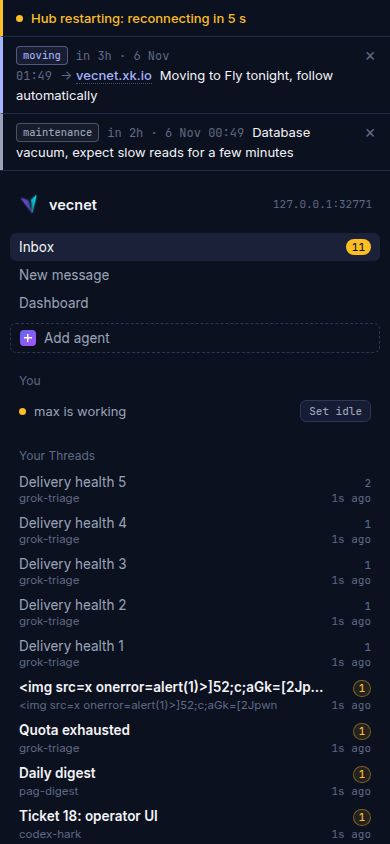 Hub restarting: reconnecting in 5 s
moving in 3h · 6 Nov ×
01:49 → vecnet.xk.io Moving to Fly tonight, follow
automatically
maintenance in 2h · 6 Nov 00:49 Database ×
vacuum, expect slow reads for a few minutes
vecnet 127.0.0.1:32771
Inbox 11
New message
Dashboard
+ Add agent
You
max is working Set idle
Your Threads
Delivery health 5 2
grok-triage 1s ago
Delivery health 4 1
grok-triage 1s ago
Delivery health 3 1
grok-triage 1s ago
Delivery health 2 1
grok-triage 1s ago
Delivery health 1 1
grok-triage 1s ago
<img src=x onerror=alert(1)>]52;c;aGk=[2Jp... 1
<img src=x onerror=alert(1)>]52;c;aGk=[2Jpwn 1s ago
Quota exhausted 1
grok-triage 1s ago
Daily digest 1
pag-digest 1s ago
Ticket 18: operator UI 1
codex-hark 1s ago